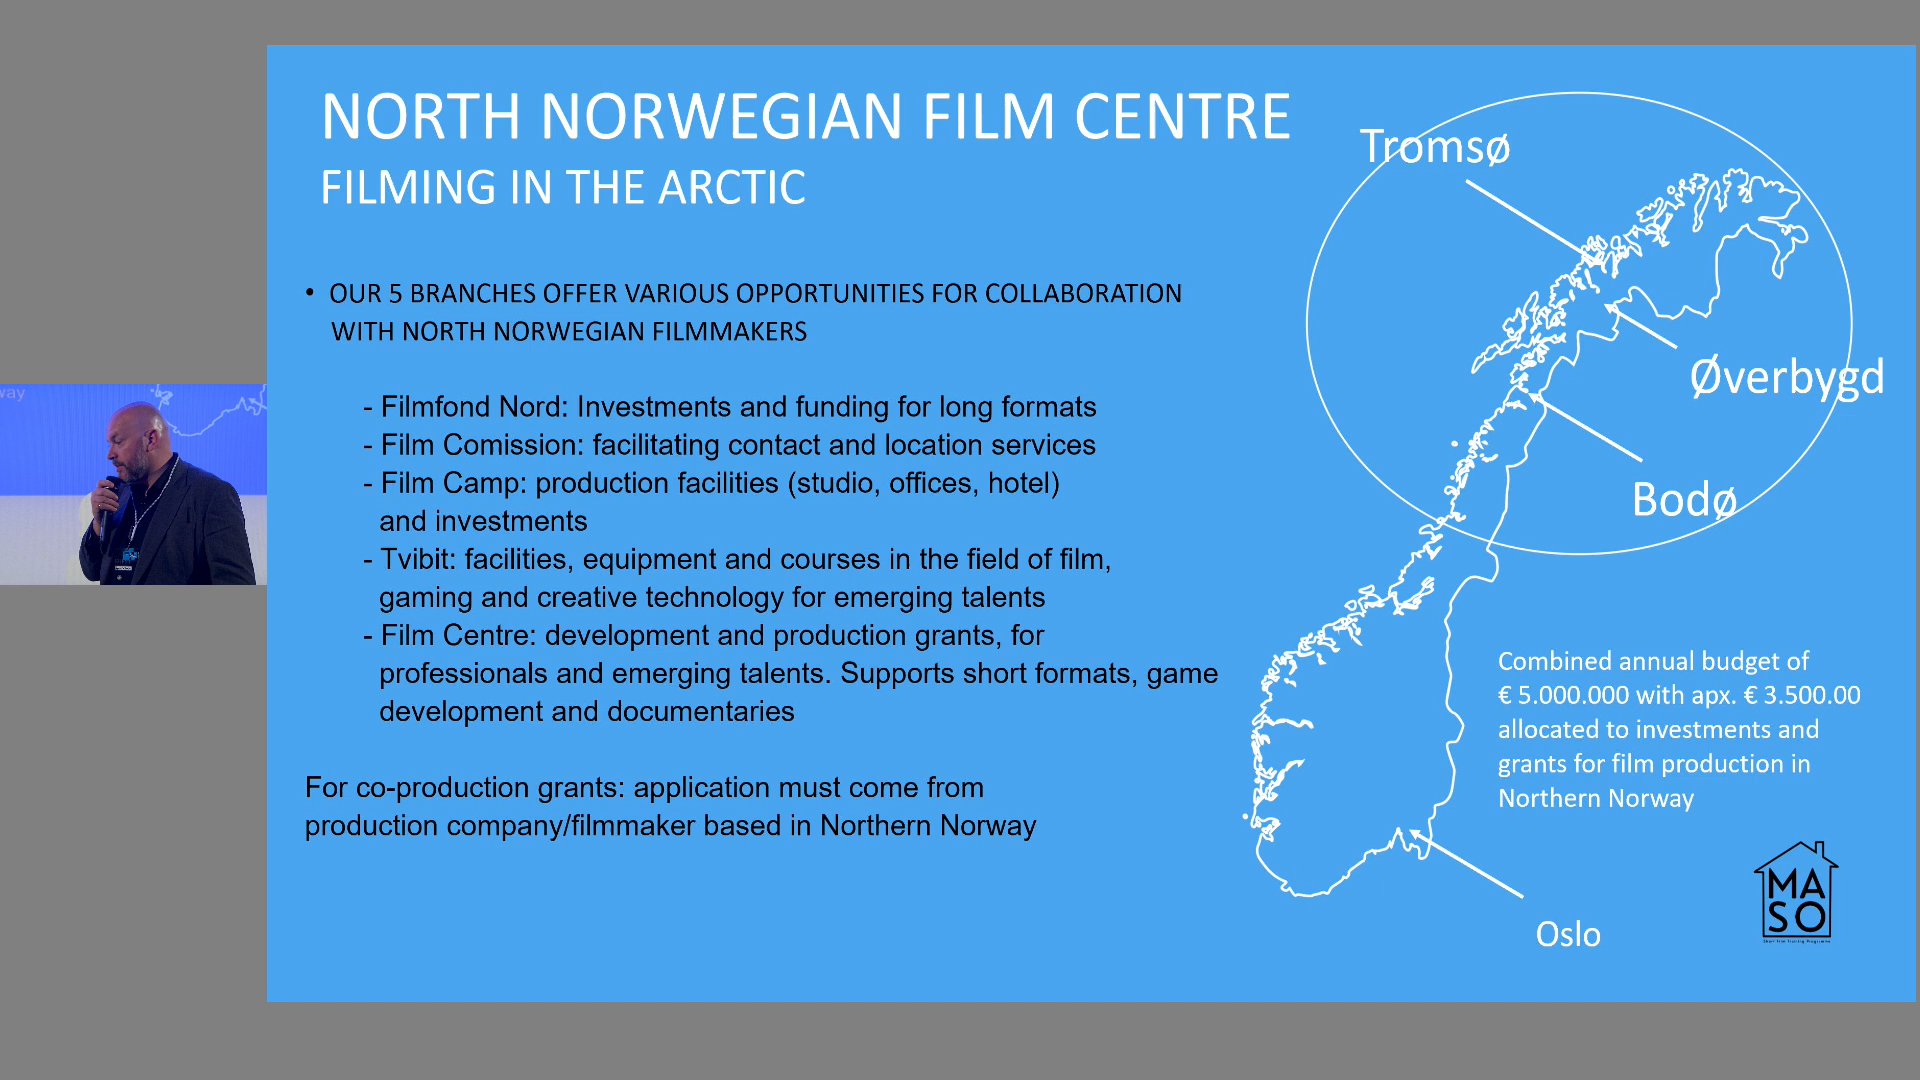 NORTH NORWEGIAN FILM CENTRE
FILMING IN THE ARCTIC
• OUR 5 BRANCHES OFFER VARIOUS OPPORTUNITIES FOR COLLABORATION
WITH NORTH NORWEGIAN FILMMAKERS
- Filmfond Nord: Investments and funding for long formats
- Film Comission: facilitating contact and location services
- Film Camp: production facilities (studio, offices, hotel)
and investments
- Tvibit: facilities, equipment and courses in the field of film,
gaming and creative technology for emerging talents
- Film Centre: development and production grants, for
professionals and emerging talents. Supports short formats, game
development and documentaries
For co-production grants: application must come from
production company/filmmaker based in Northern Norway
Tromsø
Øverbygd
Bodø
Combined annual budget of
€ 5.000.000 with apx. € 3.500.00
allocated to investments and
grants for film production in
Northern Norway
Oslo
MA
SO